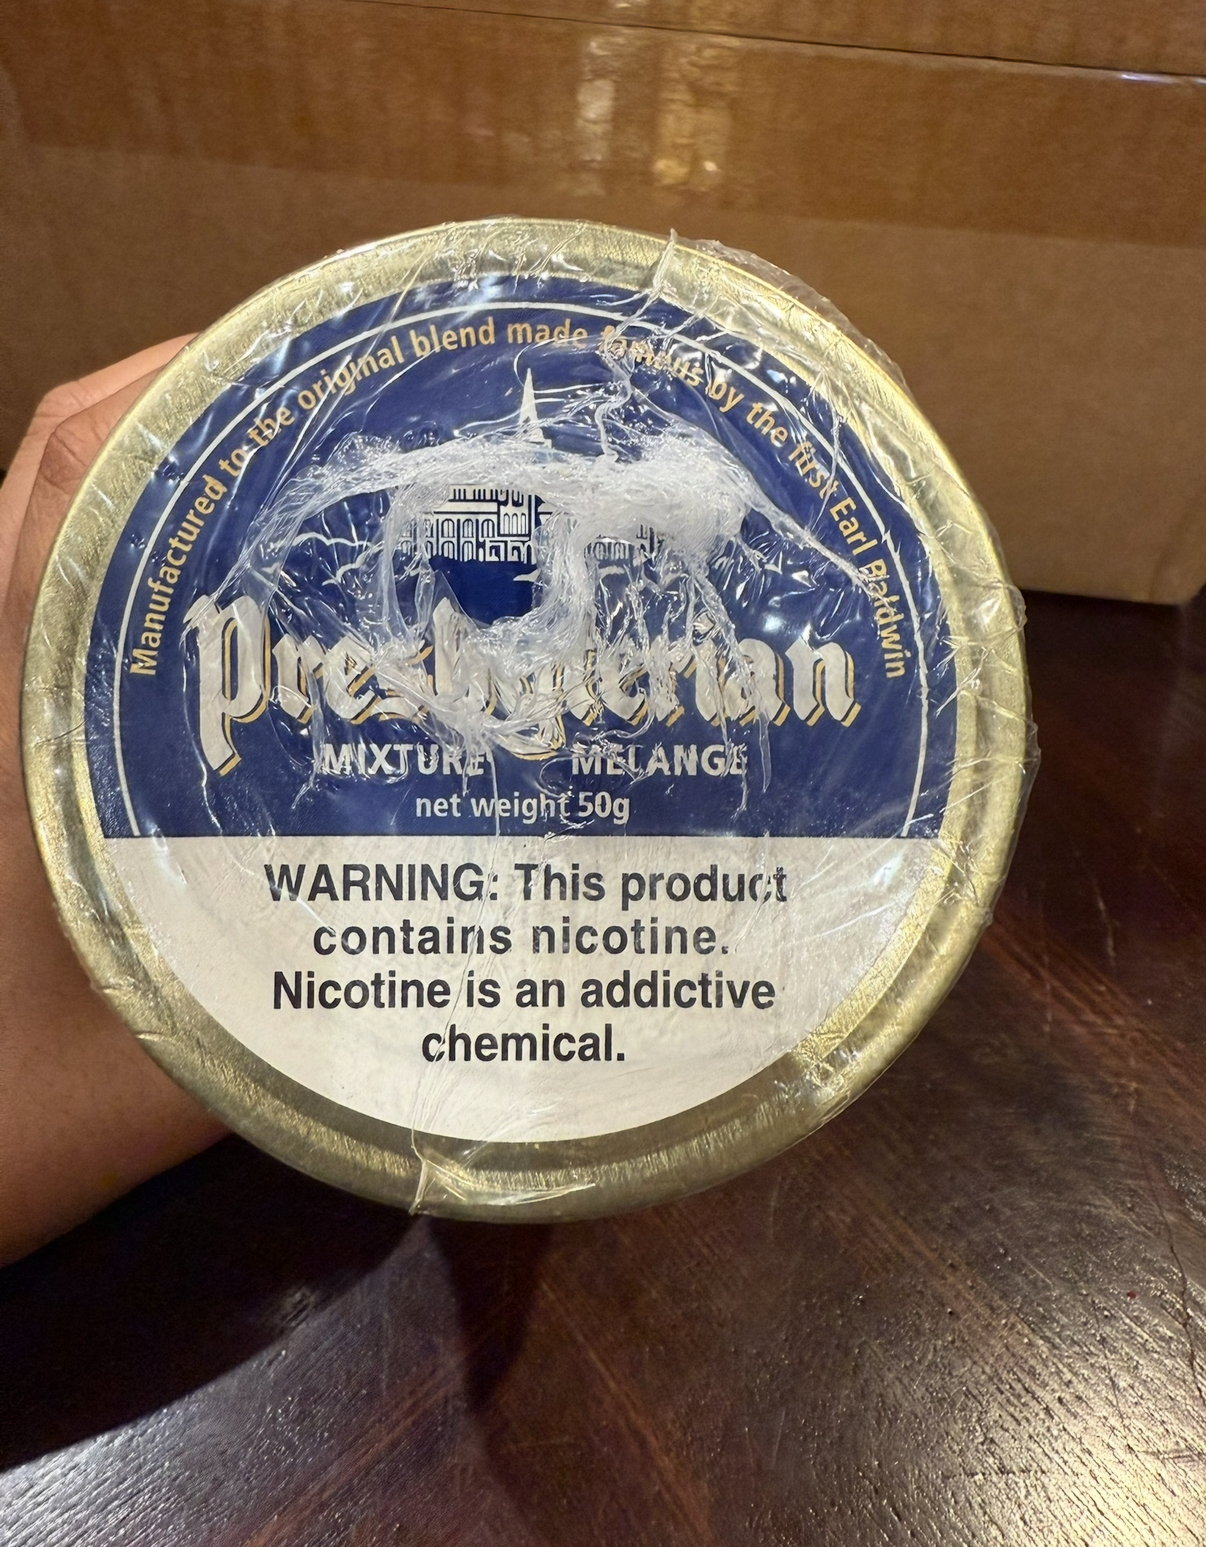 Manufactured to the original blend made famous by the first Earl Baldwin
Presbyterian
MIXTURE MELANGE
net weight 50g
WARNING: This product
contains nicotine.
Nicotine is an addictive
chemical.